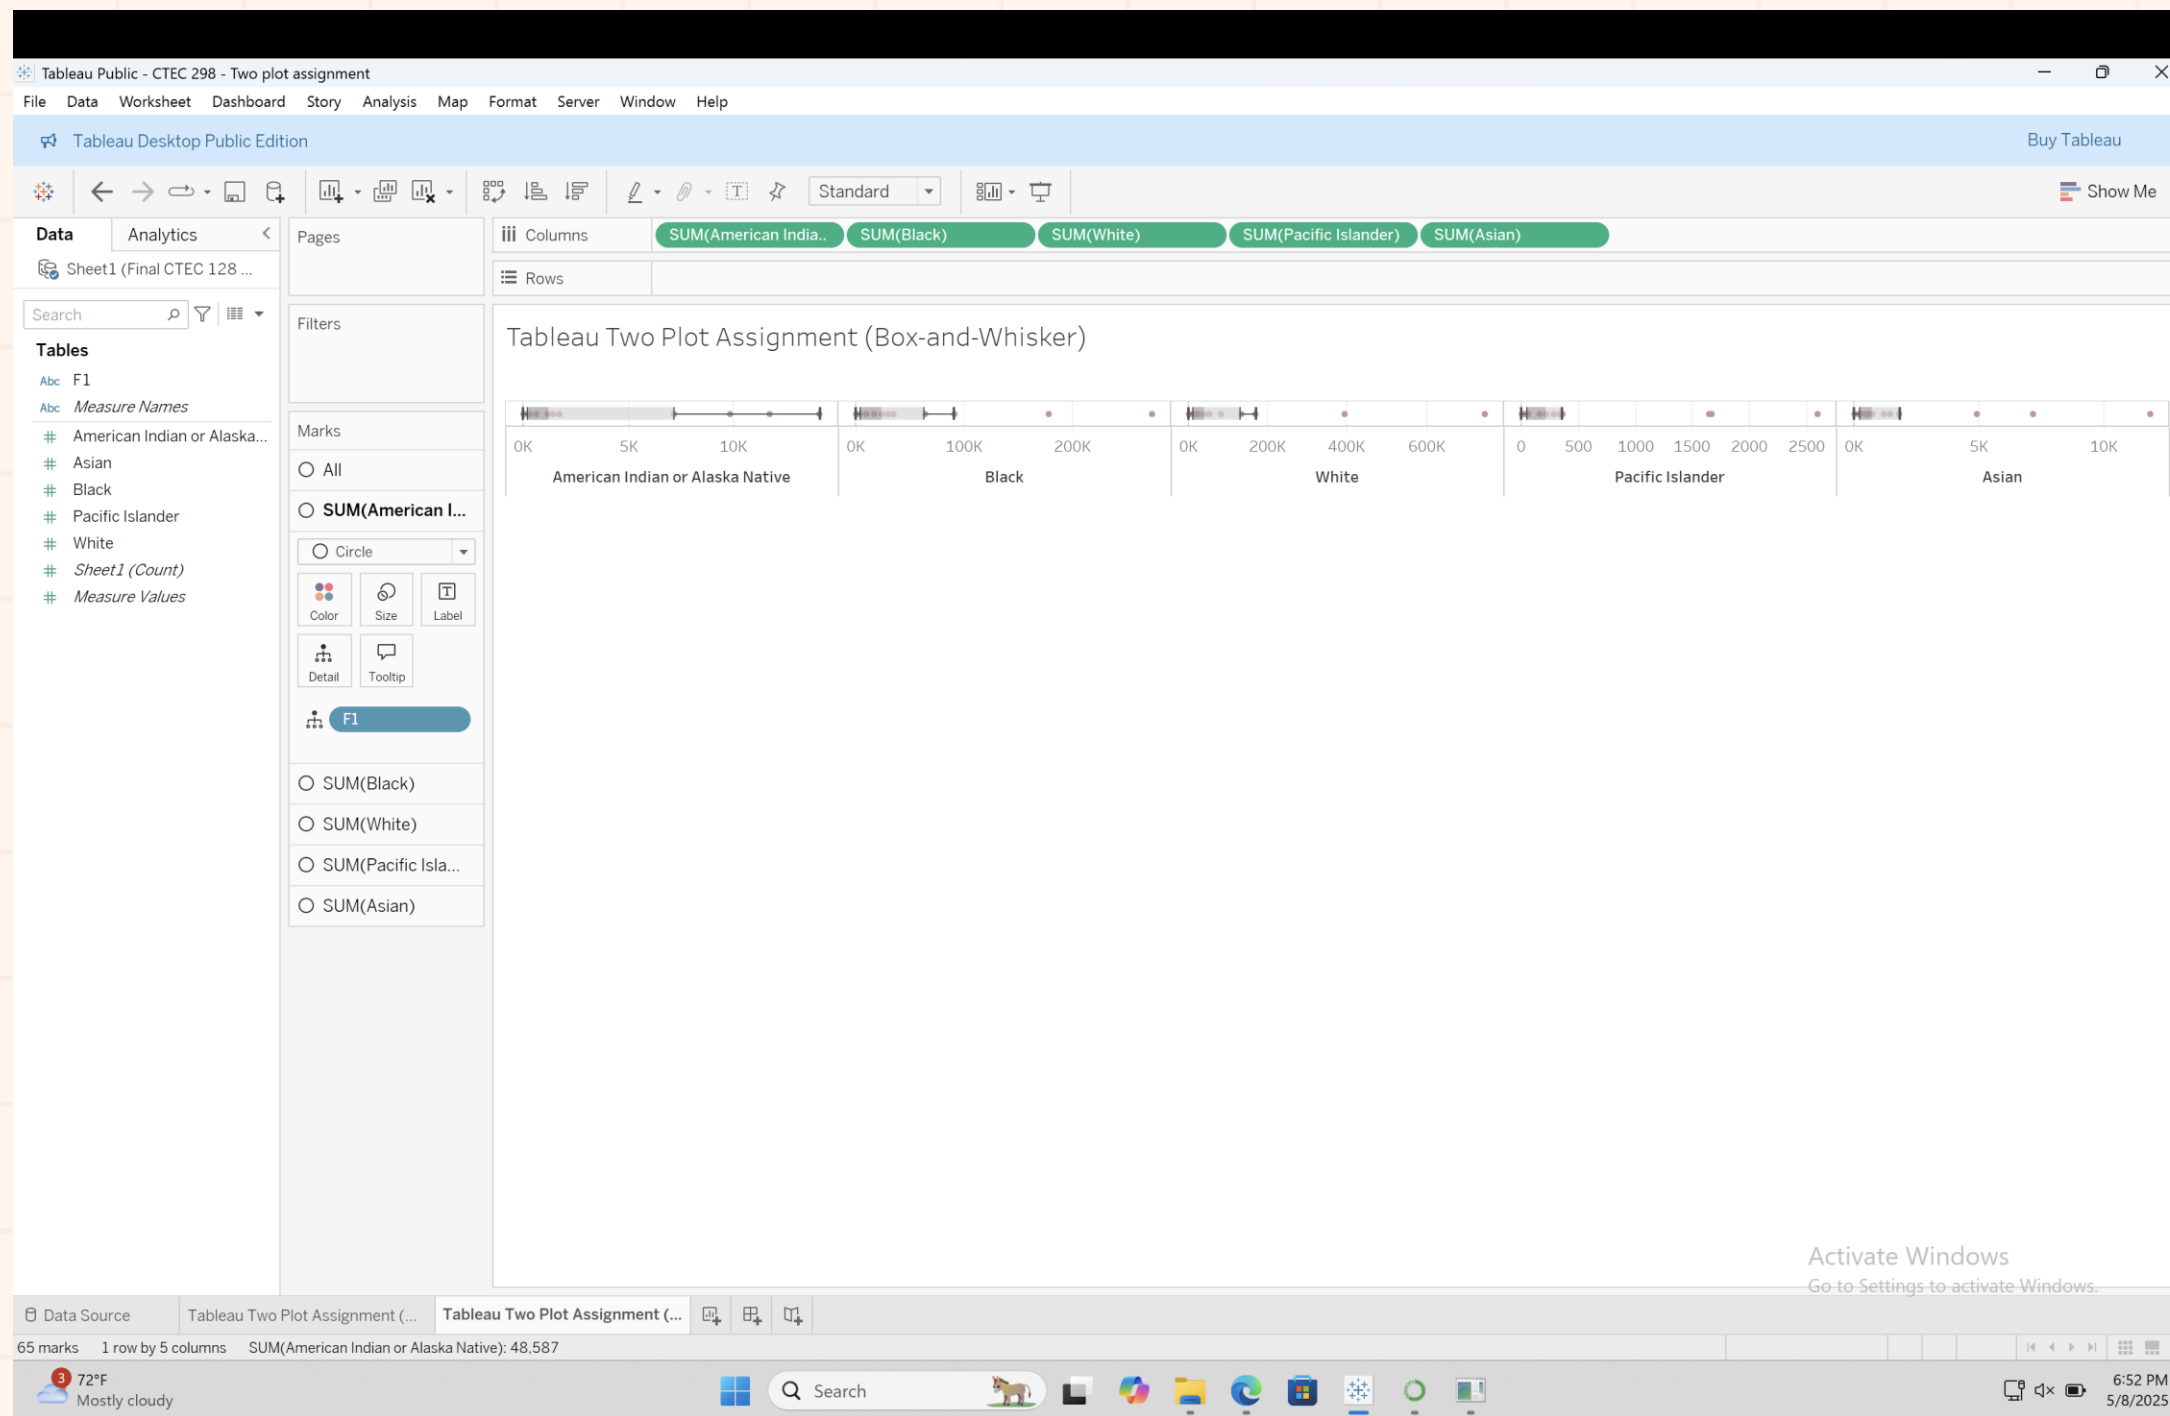 Tableau Public - CTEC 298 - Two plot assignment
File Data Worksheet Dashboard Story Analysis Map Format Server Window Help
Tableau Desktop Public Edition Buy Tableau
Standard Show Me
Data Analytics Pages Columns SUM(American India.. SUM(Black) SUM(White) SUM(Pacific Islander) SUM(Asian)
Sheet1 (Final CTEC 128 ...
Rows
Search Filters
Tableau Two Plot Assignment (Box-and-Whisker)
Tables
Abc F1
Abc Measure Names
# American Indian or Alaska...
# Asian
# Black
# Pacific Islander
# White
# Sheet1 (Count)
# Measure Values
Marks
All
SUM(American I...
Circle
Color Size Label
Detail Tooltip
F1
SUM(Black)
SUM(White)
SUM(Pacific Isla...
SUM(Asian)
0K 5K 10K 0K 100K 200K 0K 200K 400K 600K 0 500 1000 1500 2000 2500 0K 5K 10K
American Indian or Alaska Native Black White Pacific Islander Asian
Activate Windows
Go to Settings to activate Windows.
Data Source Tableau Two Plot Assignment (... Tableau Two Plot Assignment (...
65 marks 1 row by 5 columns SUM(American Indian or Alaska Native): 48,587
3 72°F
Mostly cloudy
Search
6:52 PM
5/8/2025